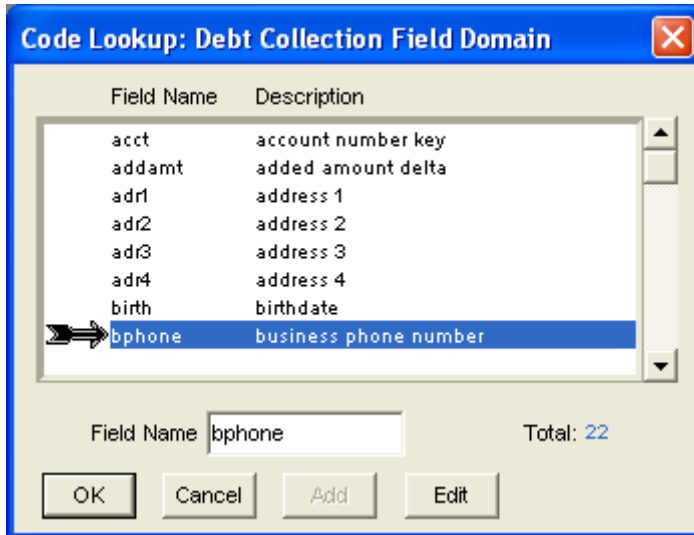 Code Lookup: Debt Collection Field Domain
Field Name Description
acct account number key
addamt added amount delta
adr1 address 1
adr2 address 2
adr3 address 3
adr4 address 4
birth birthdate
bphone business phone number
Field Name bphone Total: 22
OK Cancel Add Edit